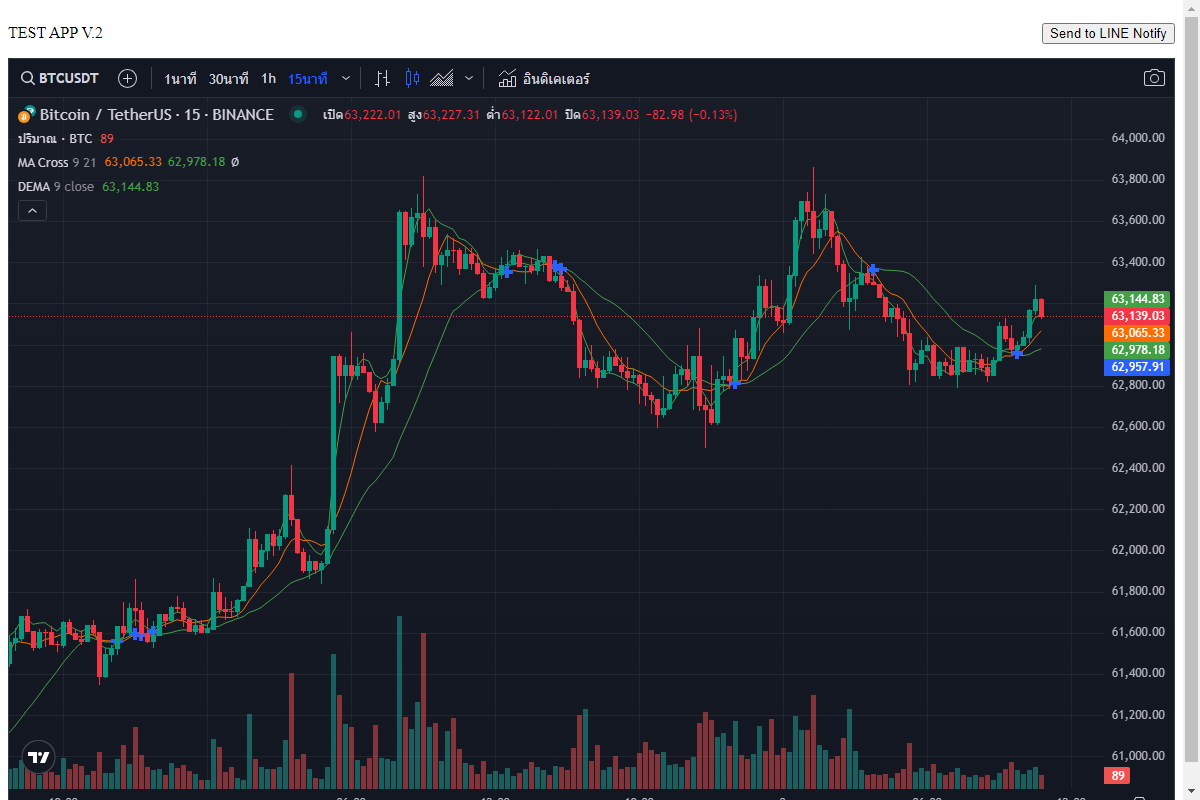 TEST APP V.2
Send to LINE Notify
BTCUSDT 1นาที 30นาที 1h 15นาที อินดิเคเตอร์
Bitcoin / TetherUS · 15 · BINANCE เปิด63,222.01 สูง63,227.31 ต่ำ63,122.01 ปิด63,139.03 −82.98 (−0.13%)
ปริมาณ · BTC 89
MA Cross 9 21 63,065.33 62,978.18 Ø
DEMA 9 close 63,144.83
64,000.00
63,800.00
63,600.00
63,400.00
63,144.83
63,139.03
63,065.33
62,978.18
62,957.91
62,800.00
62,600.00
62,400.00
62,200.00
62,000.00
61,800.00
61,600.00
61,400.00
61,200.00
61,000.00
89